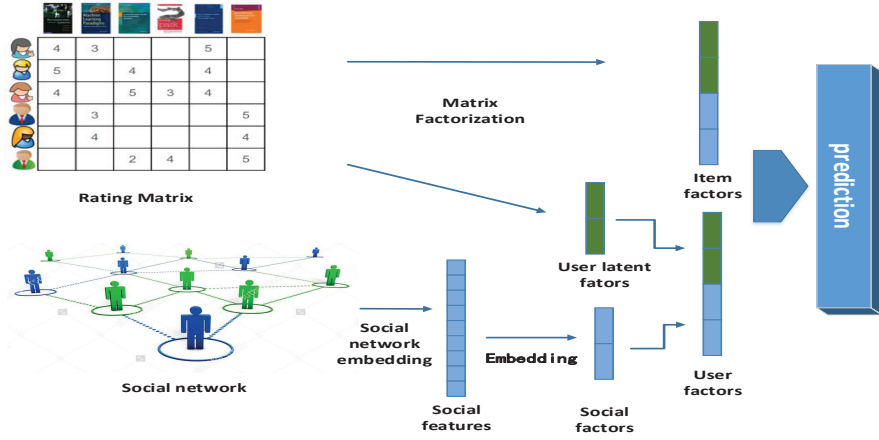 4 3 5
5 4 4
4 5 3 4
3 5
4 4
2 4 5
Rating Matrix
Matrix
Factorization
Item
factors
prediction
User latent
fators
Social network
Social
network
embedding
Embedding
Social
features
Social
factors
User
factors